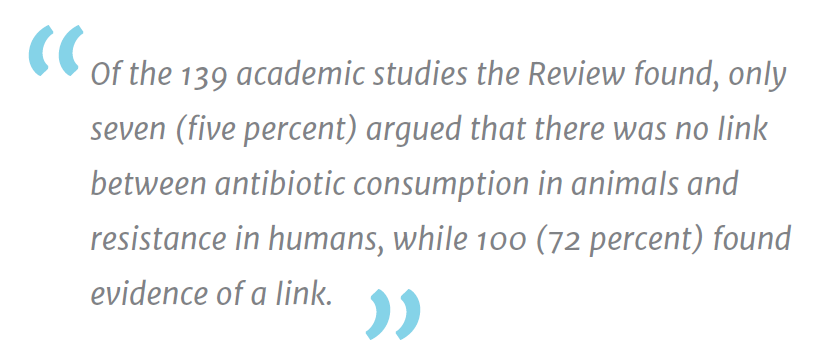 “Of the 139 academic studies the Review found, only
seven (five percent) argued that there was no link
between antibiotic consumption in animals and
resistance in humans, while 100 (72 percent) found
evidence of a link.”